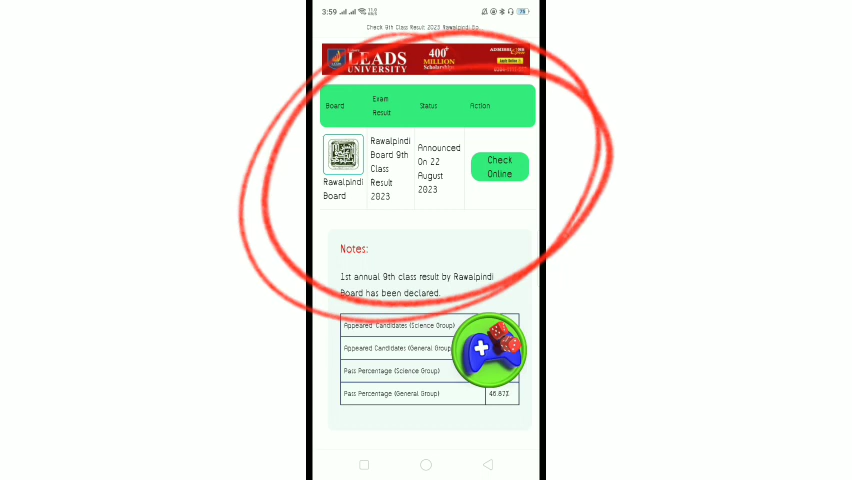 3:59
Check 9th Class Result 2023 Rawalpindi Bo
LEADS
UNIVERSITY
400+
MILLION
Scholarships
Board
Exam
Result
Status
Action
Rawalpindi
Board
Rawalpindi
Board 9th
Class
Result
2023
Announced
On 22
August
2023
Check
Online
Notes:
1st annual 9th class result by Rawalpindi
Board has been declared.
Appeared Candidates (Science Group)
Appeared Candidates (General Group
Pass Percentage (Science Group)
Pass Percentage (General Group)
46.87%